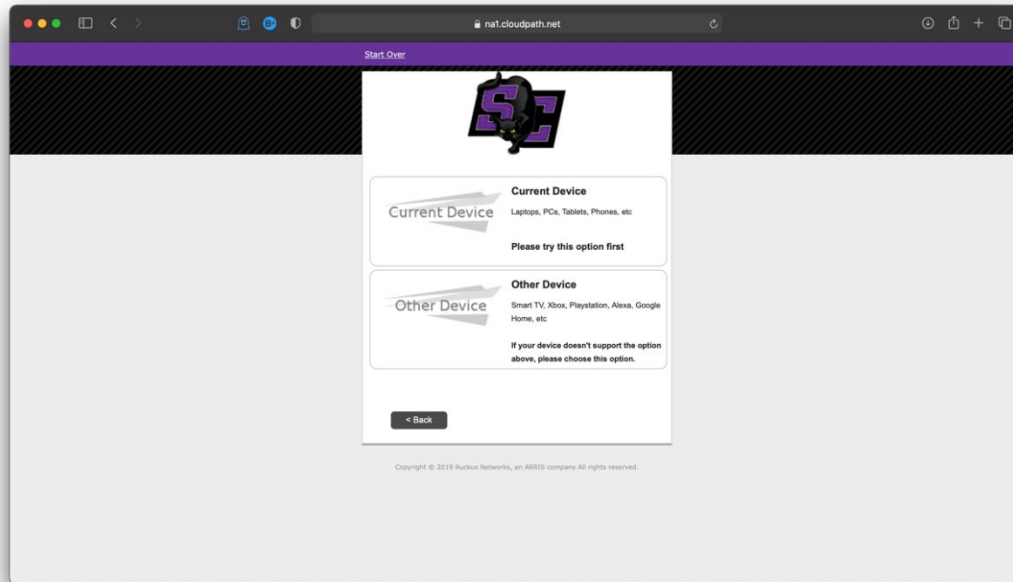 na1.cloudpath.net
Start Over
SC
Current Device
Current Device
Laptops, PCs, Tablets, Phones, etc
Please try this option first
Other Device
Other Device
Smart TV, Xbox, Playstation, Alexa, Google
Home, etc
If your device doesn't support the option
above, please choose this option.
< Back
Copyright © 2019 Ruckus Networks, an ARRIS company All rights reserved.